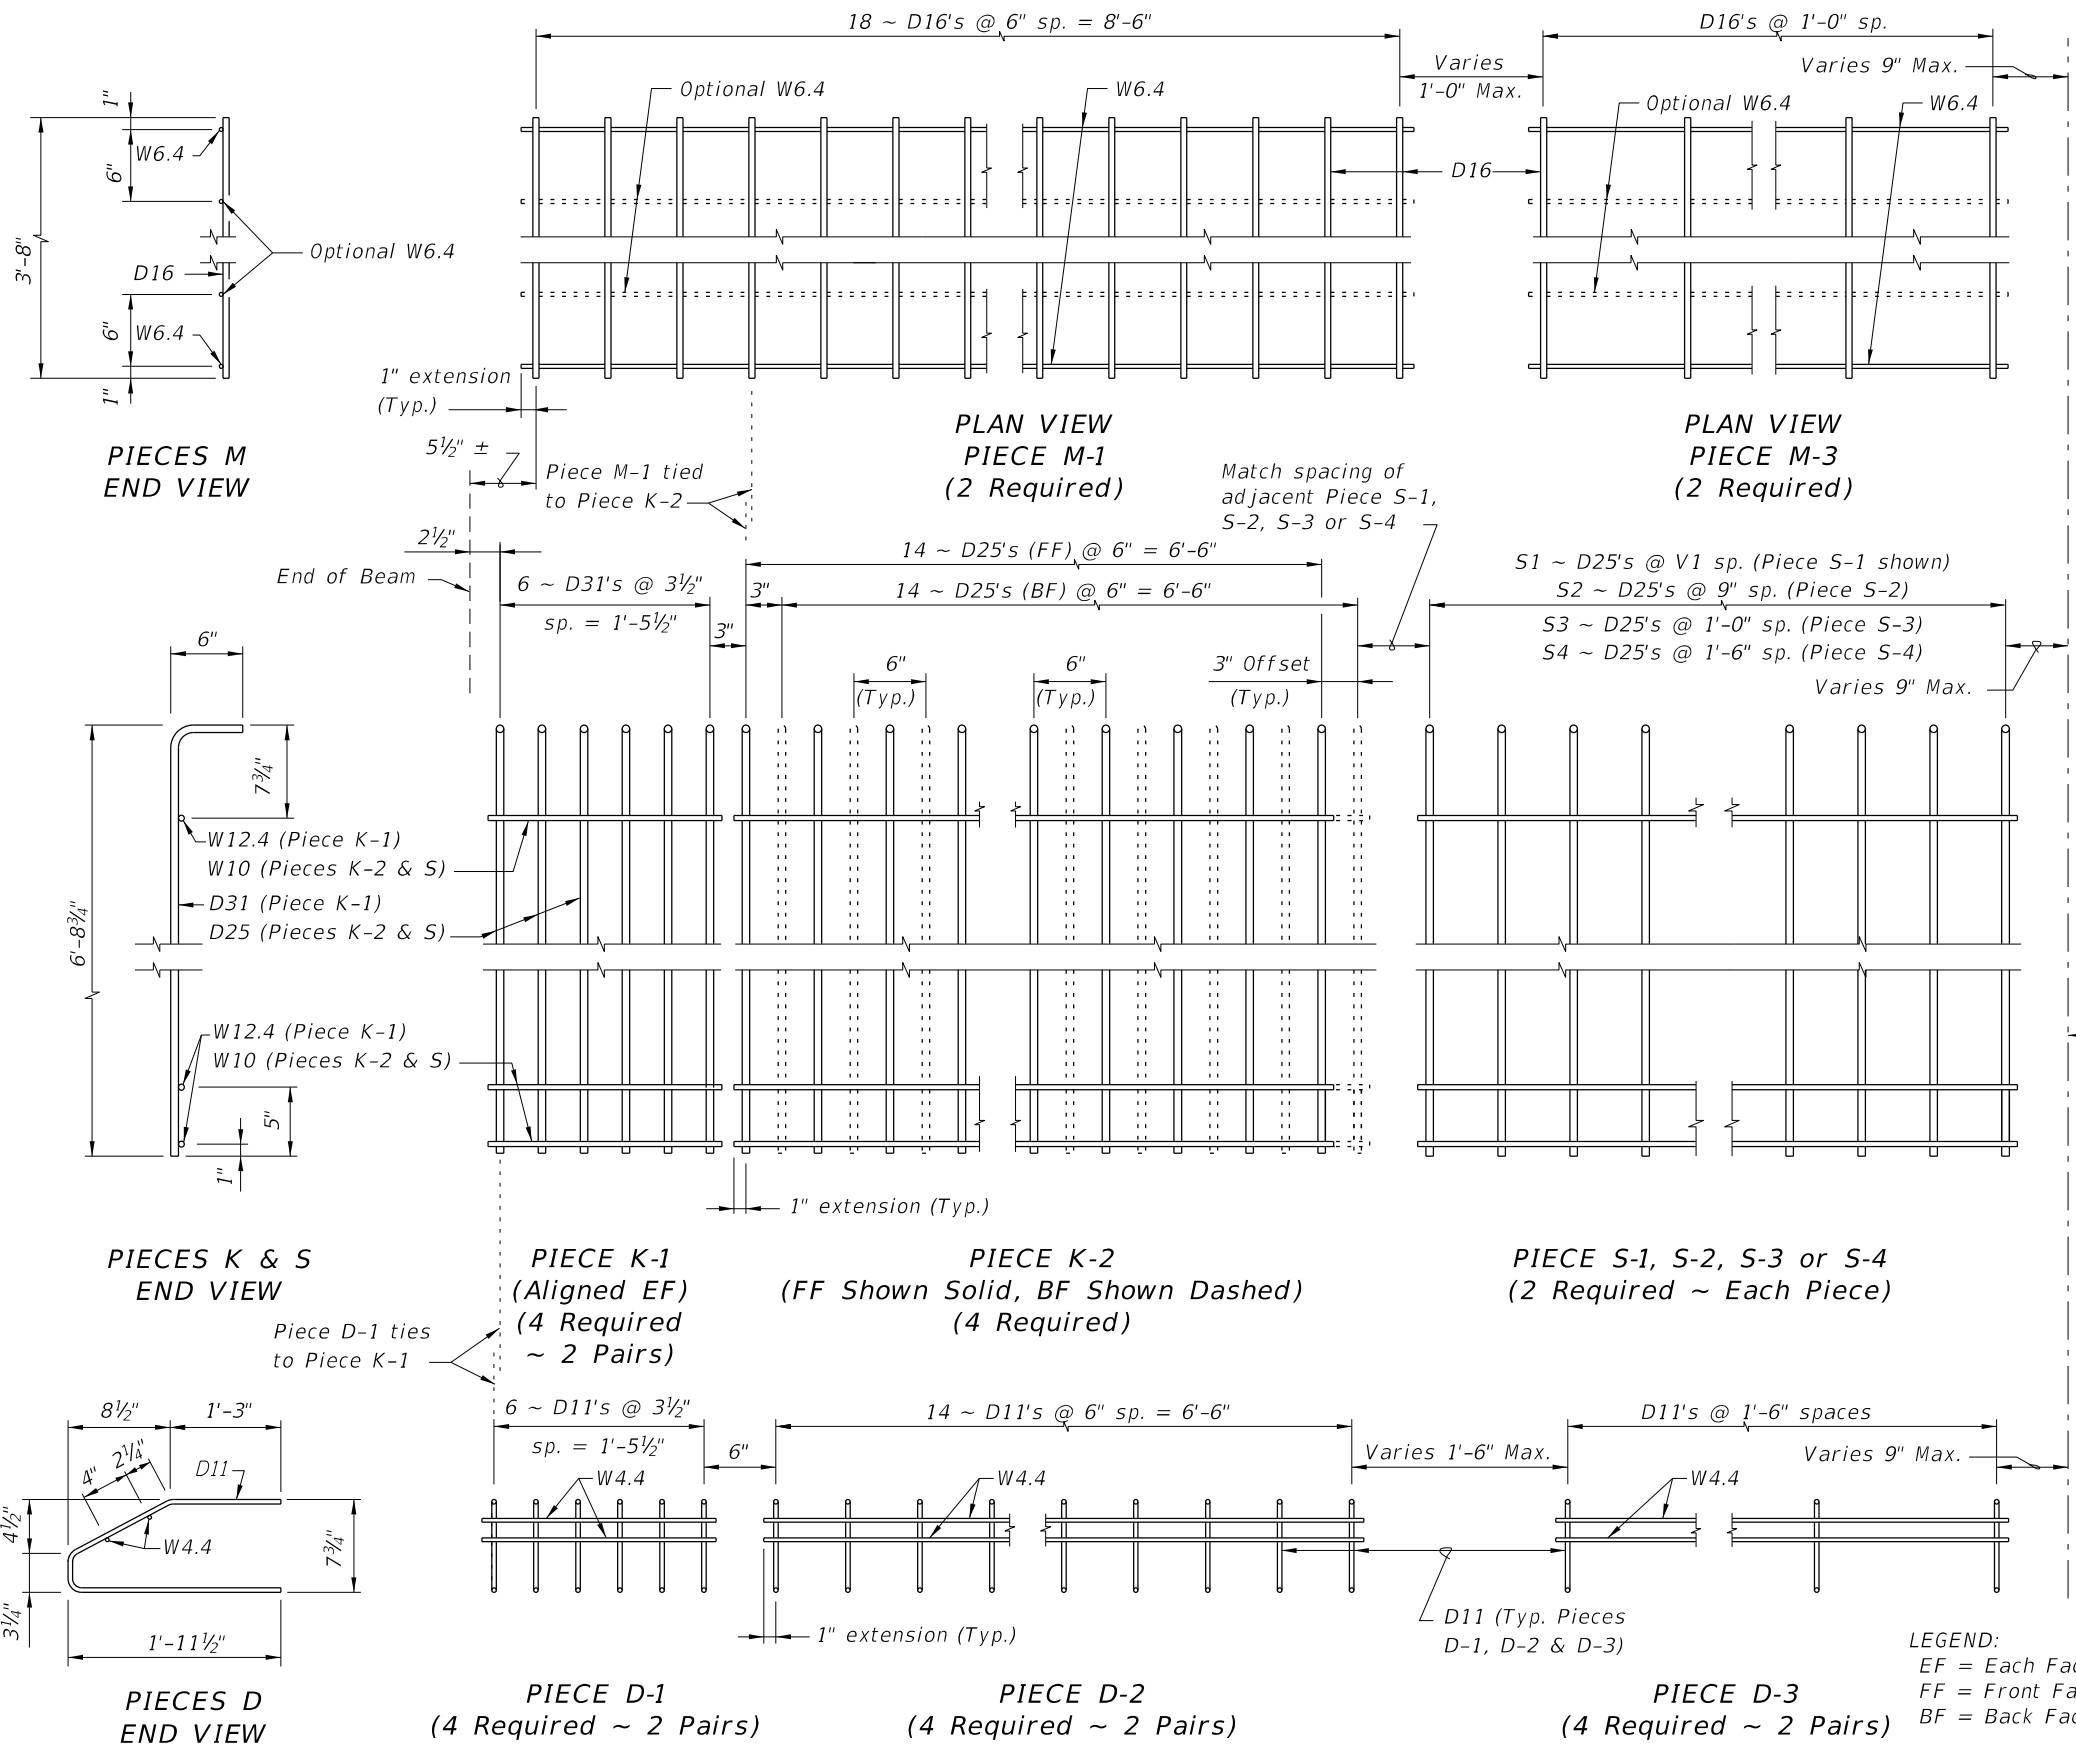 18 ~ D16's @ 6" sp. = 8'-6"
D16's @ 1'-0" sp.
Varies
1'-0" Max.
Varies 9" Max.
Optional W6.4
W6.4
Optional W6.4
W6.4
1"
W6.4
6"
3'-8"
D16
Optional W6.4
D16
6"
W6.4
1"
1" extension
(Typ.)
PLAN VIEW
PIECE M-1
(2 Required)
PLAN VIEW
PIECE M-3
(2 Required)
PIECES M
END VIEW
5½" ±
Piece M-1 tied
to Piece K-2
Match spacing of
adjacent Piece S-1,
S-2, S-3 or S-4
2½"
End of Beam
6 ~ D31's @ 3½"
sp. = 1'-5½"
3"
3"
14 ~ D25's (FF) @ 6" = 6'-6"
14 ~ D25's (BF) @ 6" = 6'-6"
S1 ~ D25's @ V1 sp. (Piece S-1 shown)
S2 ~ D25's @ 9" sp. (Piece S-2)
S3 ~ D25's @ 1'-0" sp. (Piece S-3)
S4 ~ D25's @ 1'-6" sp. (Piece S-4)
Varies 9" Max.
6"
(Typ.)
6"
(Typ.)
3" Offset
(Typ.)
6"
7¾"
W12.4 (Piece K-1)
W10 (Pieces K-2 & S)
D31 (Piece K-1)
D25 (Pieces K-2 & S)
6'-8¾"
W12.4 (Piece K-1)
W10 (Pieces K-2 & S)
5"
1"
1" extension (Typ.)
PIECES K & S
END VIEW
PIECE K-1
(Aligned EF)
(4 Required
~ 2 Pairs)
PIECE K-2
(FF Shown Solid, BF Shown Dashed)
(4 Required)
PIECE S-1, S-2, S-3 or S-4
(2 Required ~ Each Piece)
Piece D-1 ties
to Piece K-1
8½"
1'-3"
4"
2¼"
D11
4½"
W4.4
7¾"
3¼"
1'-11½"
6 ~ D11's @ 3½"
sp. = 1'-5½"
6"
W4.4
14 ~ D11's @ 6" sp. = 6'-6"
W4.4
Varies 1'-6" Max.
D11's @ 1'-6" spaces
Varies 9" Max.
W4.4
1" extension (Typ.)
D11 (Typ. Pieces
D-1, D-2 & D-3)
PIECES D
END VIEW
PIECE D-1
(4 Required ~ 2 Pairs)
PIECE D-2
(4 Required ~ 2 Pairs)
PIECE D-3
(4 Required ~ 2 Pairs)
LEGEND:
EF = Each Fac
FF = Front Fa
BF = Back Fac